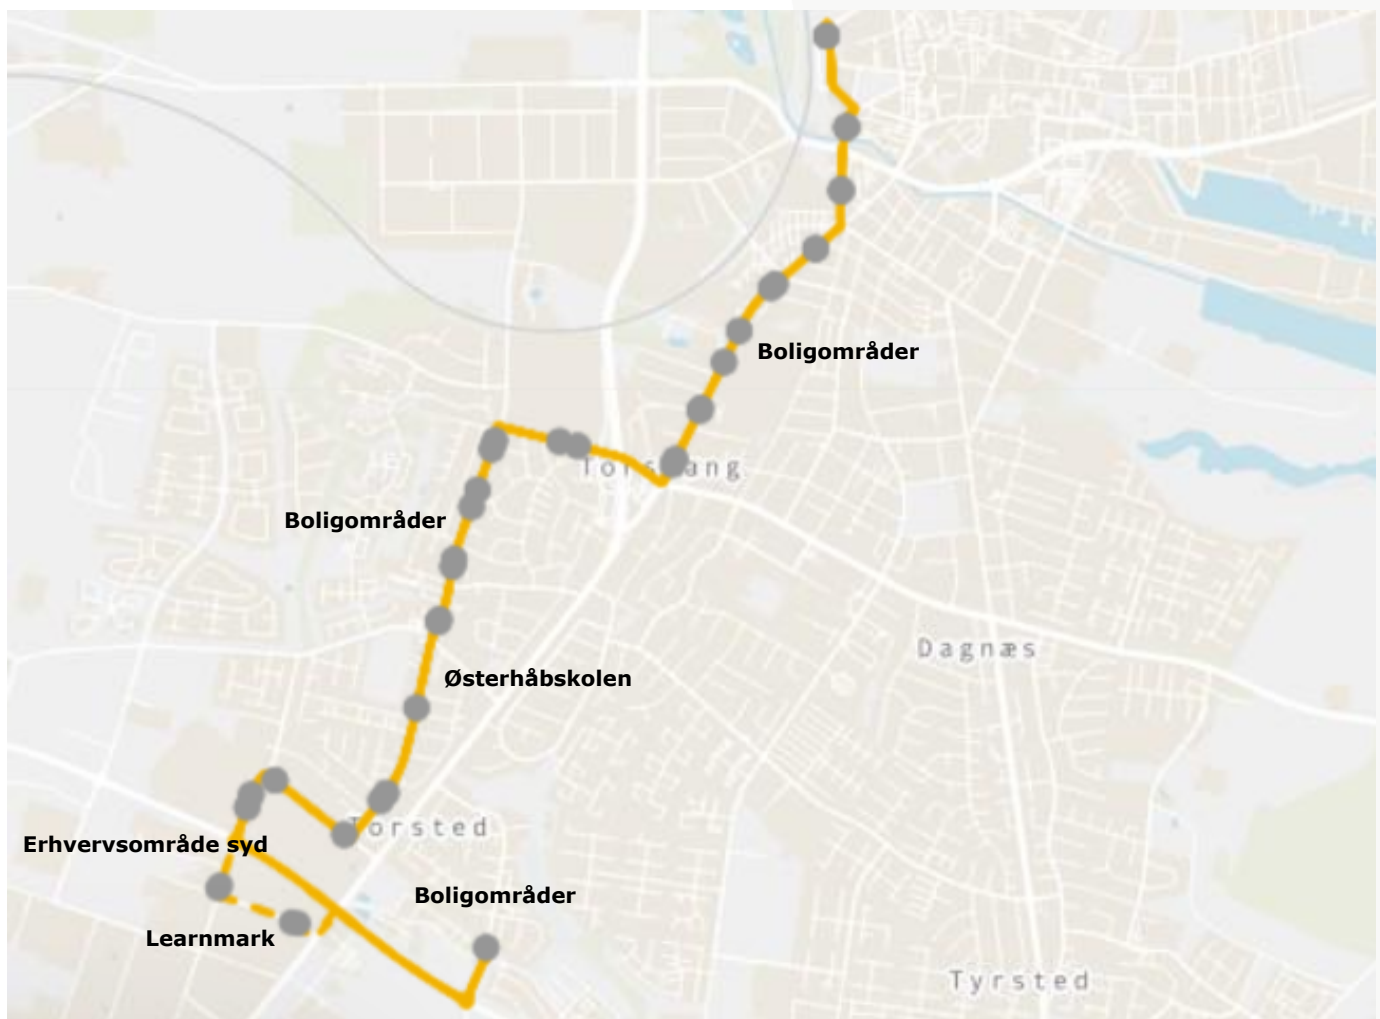 Boligområder
Boligområder
Østerhåbskolen
Dagnæs
Torsted
Erhvervsområde syd
Boligområder
Learnmark
Tyrsted